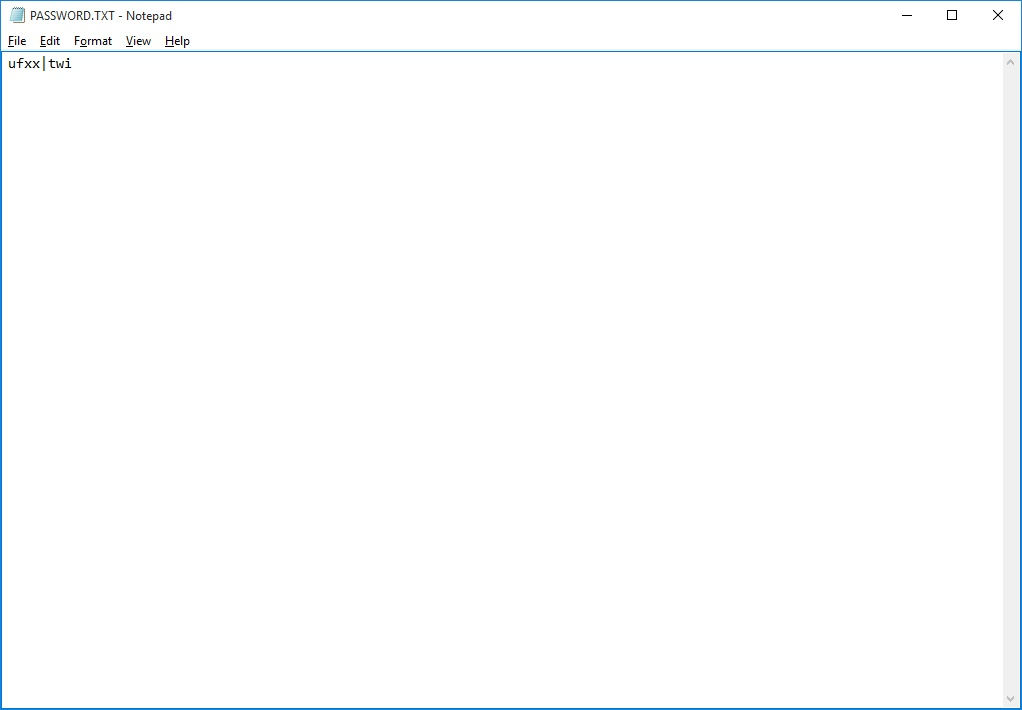 PASSWORD.TXT - Notepad
File Edit Format View Help
ufxx|twi